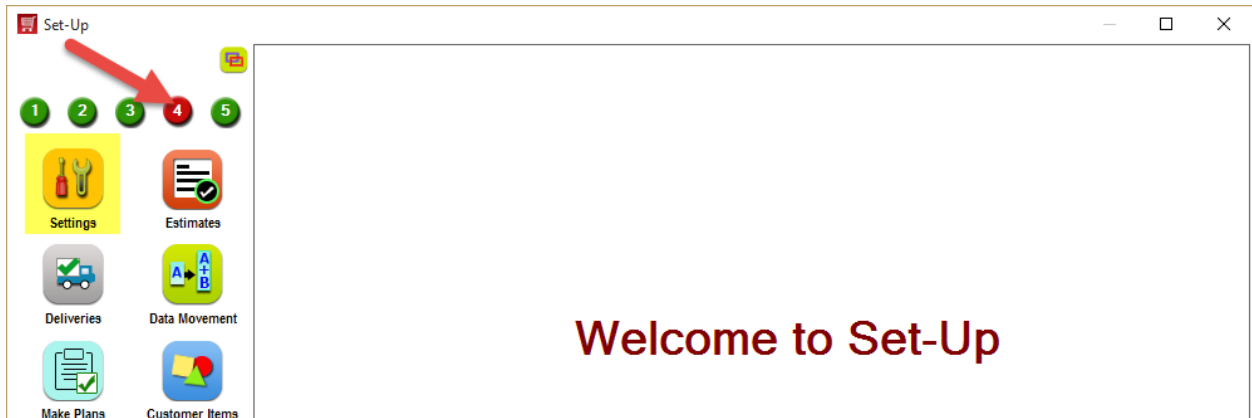 Set-Up
1 2 3 4 5
Settings Estimates
A A+B
Deliveries Data Movement
Welcome to Set-Up
Make Plans Customer Items